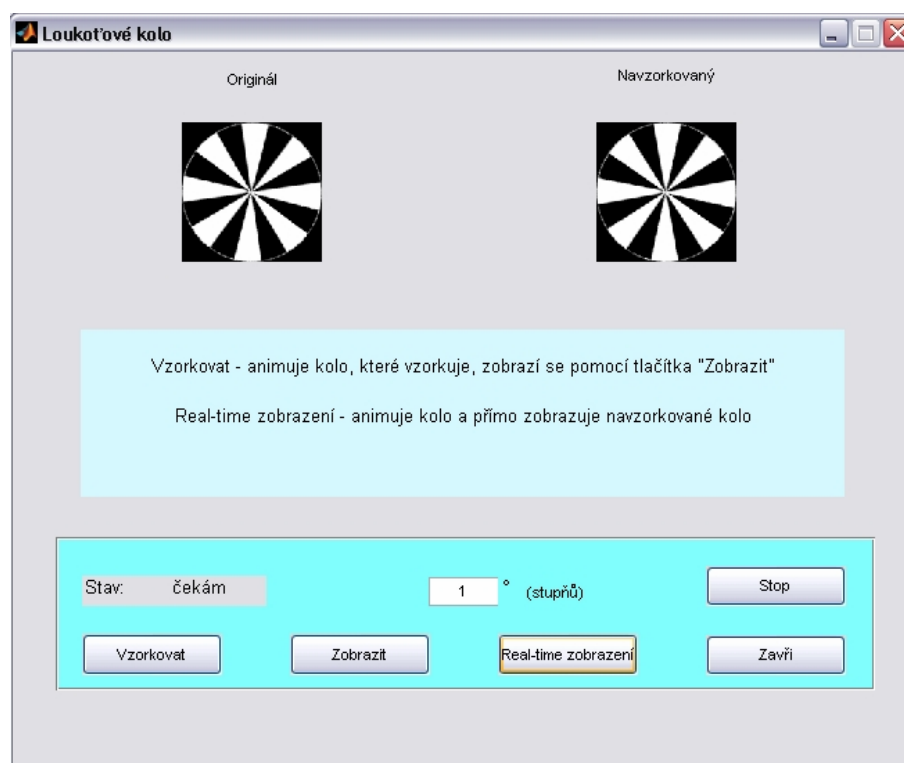 Loukoťové kolo
Originál
Navzorkovaný
Vzorkovat - animuje kolo, které vzorkuje, zobrazí se pomocí tlačítka "Zobrazit"
Real-time zobrazení - animuje kolo a přímo zobrazuje navzorkované kolo
Stav: čekám
1 ° (stupňů)
Stop
Vzorkovat
Zobrazit
Real-time zobrazení
Zavři